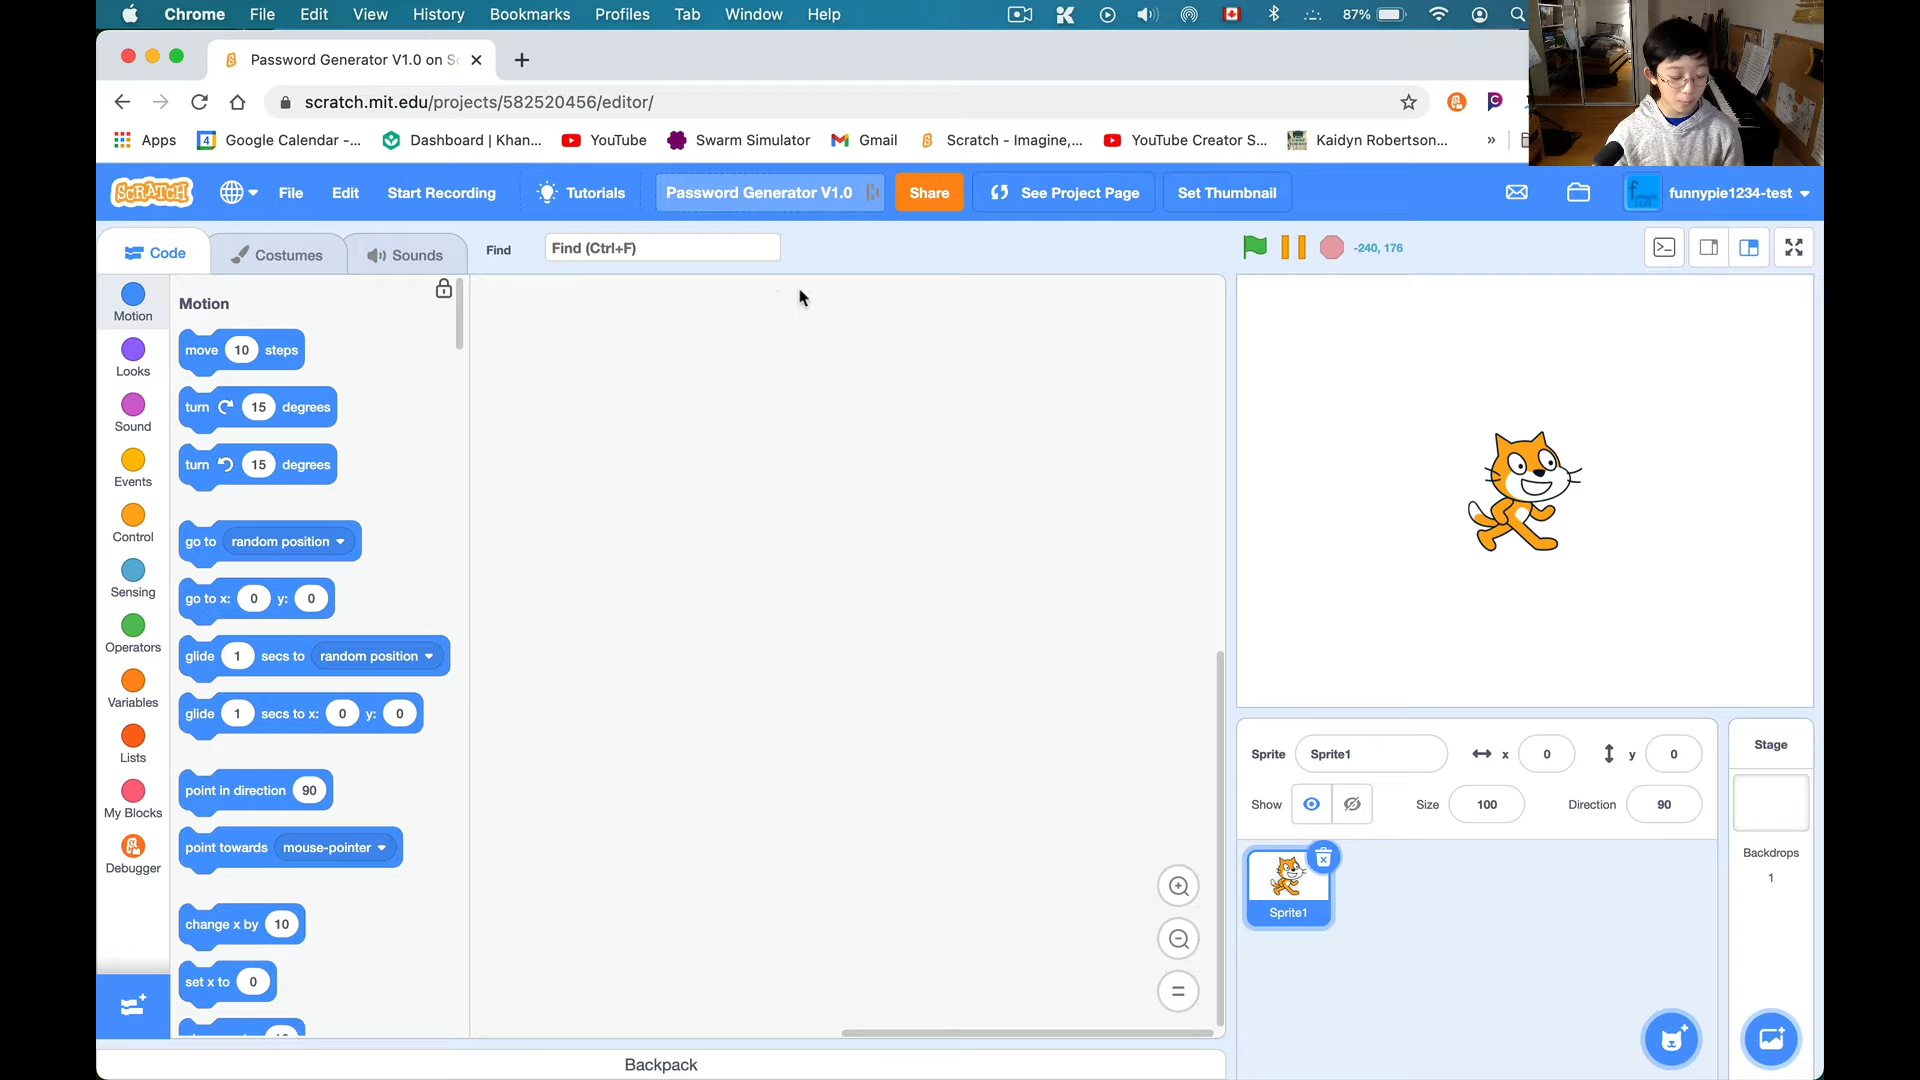 Chrome File Edit View History Bookmarks Profiles Tab Window Help 87%
Password Generator V1.0 on Sc
scratch.mit.edu/projects/582520456/editor/
Apps Google Calendar -... Dashboard | Khan... YouTube Swarm Simulator Gmail Scratch - Imagine,... YouTube Creator S... Kaidyn Robertson... »
SCRATCH File Edit Start Recording Tutorials Password Generator V1.0 Share See Project Page Set Thumbnail funnypie1234-test
Code Costumes Sounds Find Find (Ctrl+F) -240, 176
Motion
Looks
Sound
Events
Control
Sensing
Operators
Variables
Lists
My Blocks
Debugger
Motion
move 10 steps
turn 15 degrees
turn 15 degrees
go to random position
go to x: 0 y: 0
glide 1 secs to random position
glide 1 secs to x: 0 y: 0
point in direction 90
point towards mouse-pointer
change x by 10
set x to 0
Sprite Sprite1 x 0 y 0
Show Size 100 Direction 90
Sprite1
Stage
Backdrops
1
Backpack